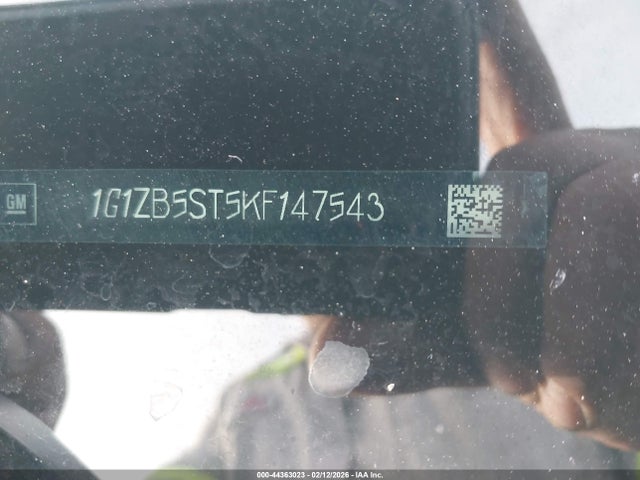 GM 1G1ZB5ST5KF147543
000-44363023 - 02/12/2026 - IAA Inc.